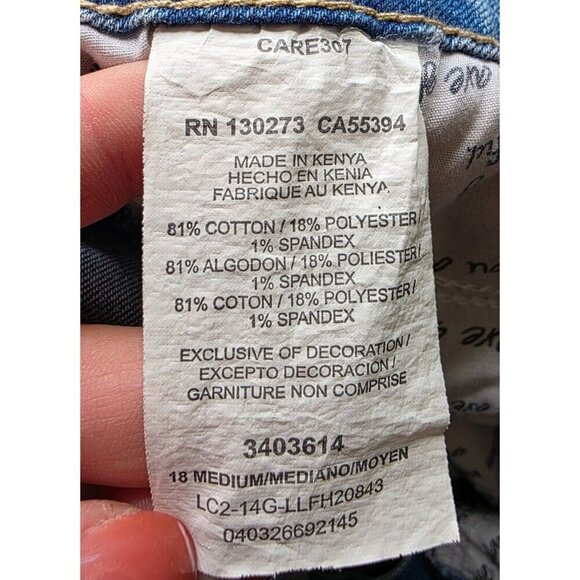 CARE307
RN 130273 CA55394
MADE IN KENYA
HECHO EN KENIA
FABRIQUE AU KENYA
81% COTTON / 18% POLYESTER /
1% SPANDEX
81% ALGODON / 18% POLIESTER /
1% SPANDEX
81% COTON / 18% POLYESTER /
1% SPANDEX
EXCLUSIVE OF DECORATION /
EXCEPTO DECORACION /
GARNITURE NON COMPRISE
3403614
18 MEDIUM/MEDIANO/MOYEN
LC2-14G-LLFH20843
040326692145